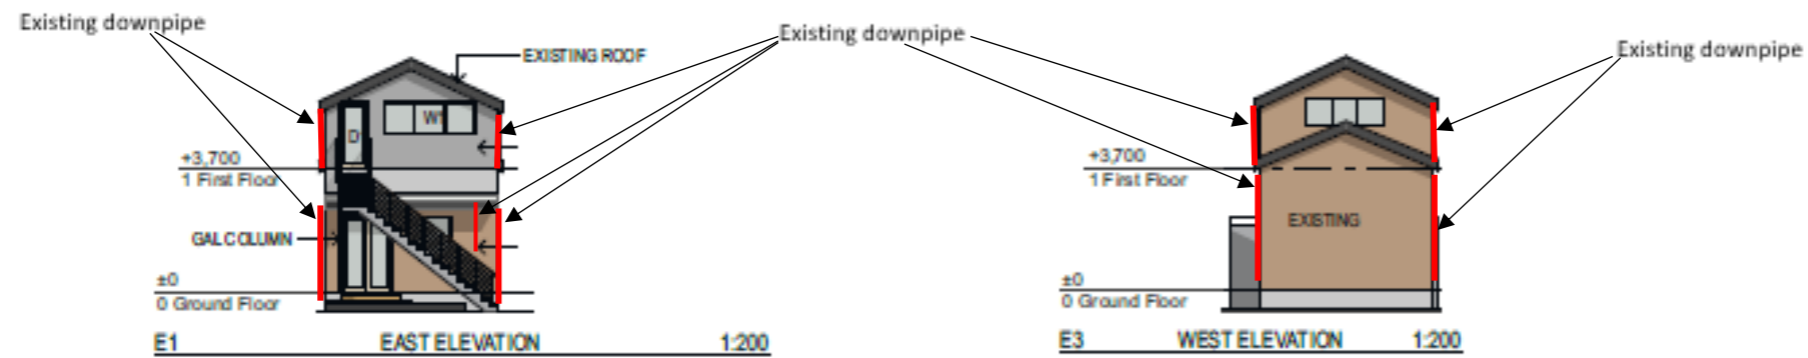 Existing downpipe
Existing downpipe
Existing downpipe
EXISTING ROOF
W1
D
+3,700
1 First Floor
GAL COLUMN
±0
0 Ground Floor
E1 EAST ELEVATION 1:200
+3,700
1 First Floor
EXISTING
±0
0 Ground Floor
E3 WEST ELEVATION 1:200